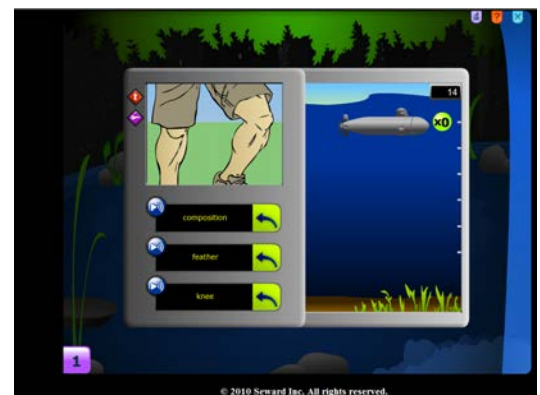 ?
14
x0
composition
feather
knee
1
© 2010 Seward Inc. All rights reserved.